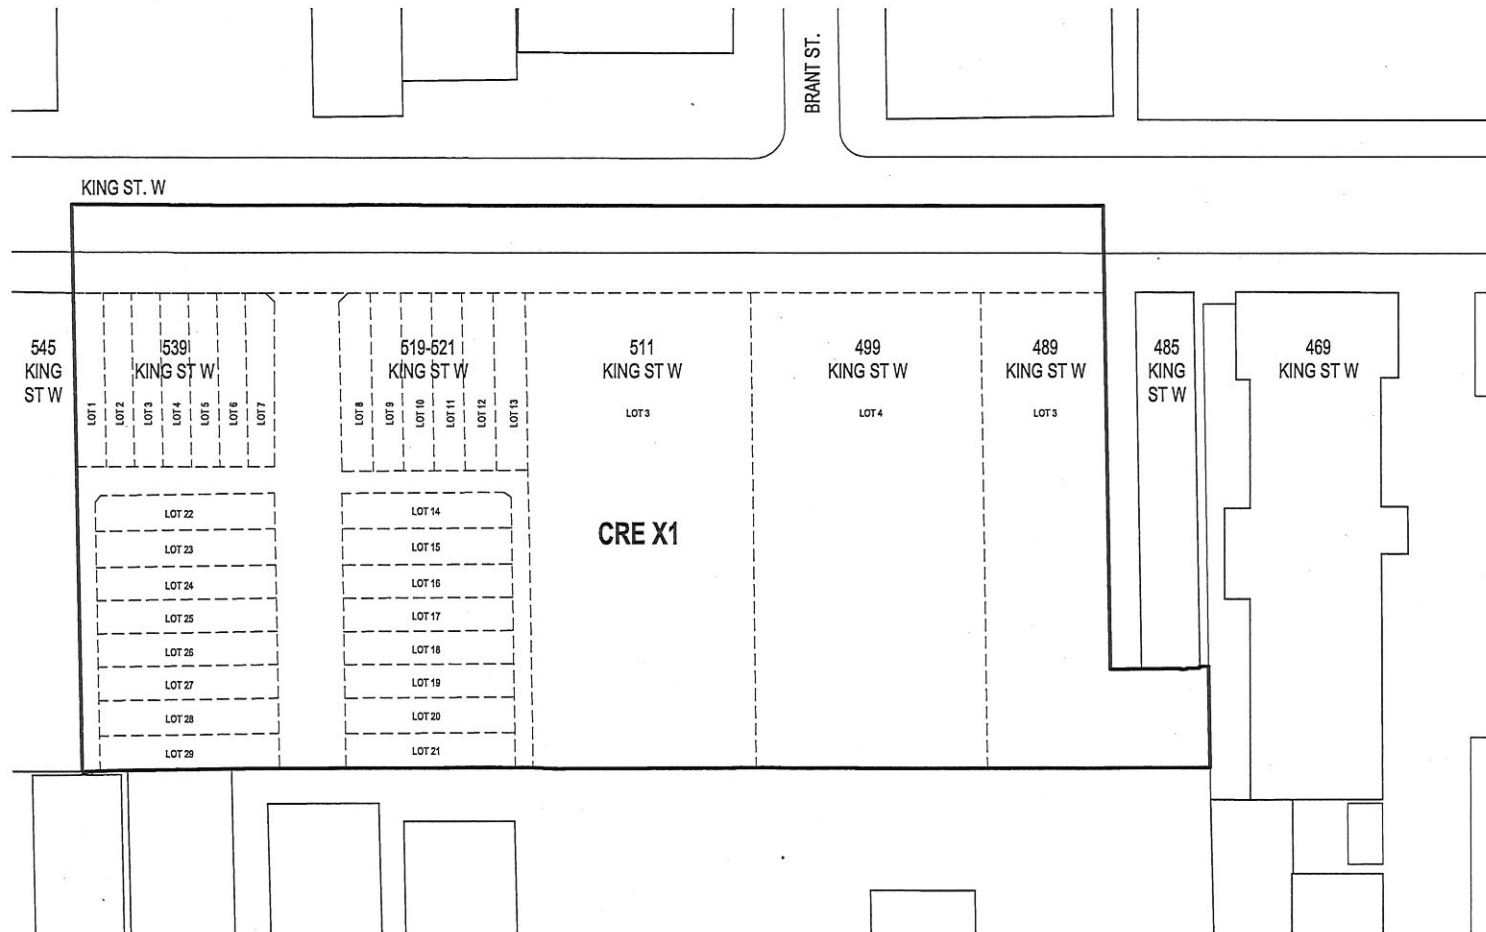 BRANT ST.
KING ST. W
545
KING
ST W
539
KING ST W
519-521
KING ST W
511
KING ST W
499
KING ST W
489
KING ST W
485
KING
ST W
469
KING ST W
LOT 1
LOT 2
LOT 3
LOT 4
LOT 5
LOT 6
LOT 7
LOT 8
LOT 9
LOT 10
LOT 11
LOT 12
LOT 13
LOT 3
LOT 4
LOT 3
LOT 22
LOT 23
LOT 24
LOT 25
LOT 26
LOT 27
LOT 28
LOT 29
LOT 14
LOT 15
LOT 16
LOT 17
LOT 18
LOT 19
LOT 20
LOT 21
CRE X1